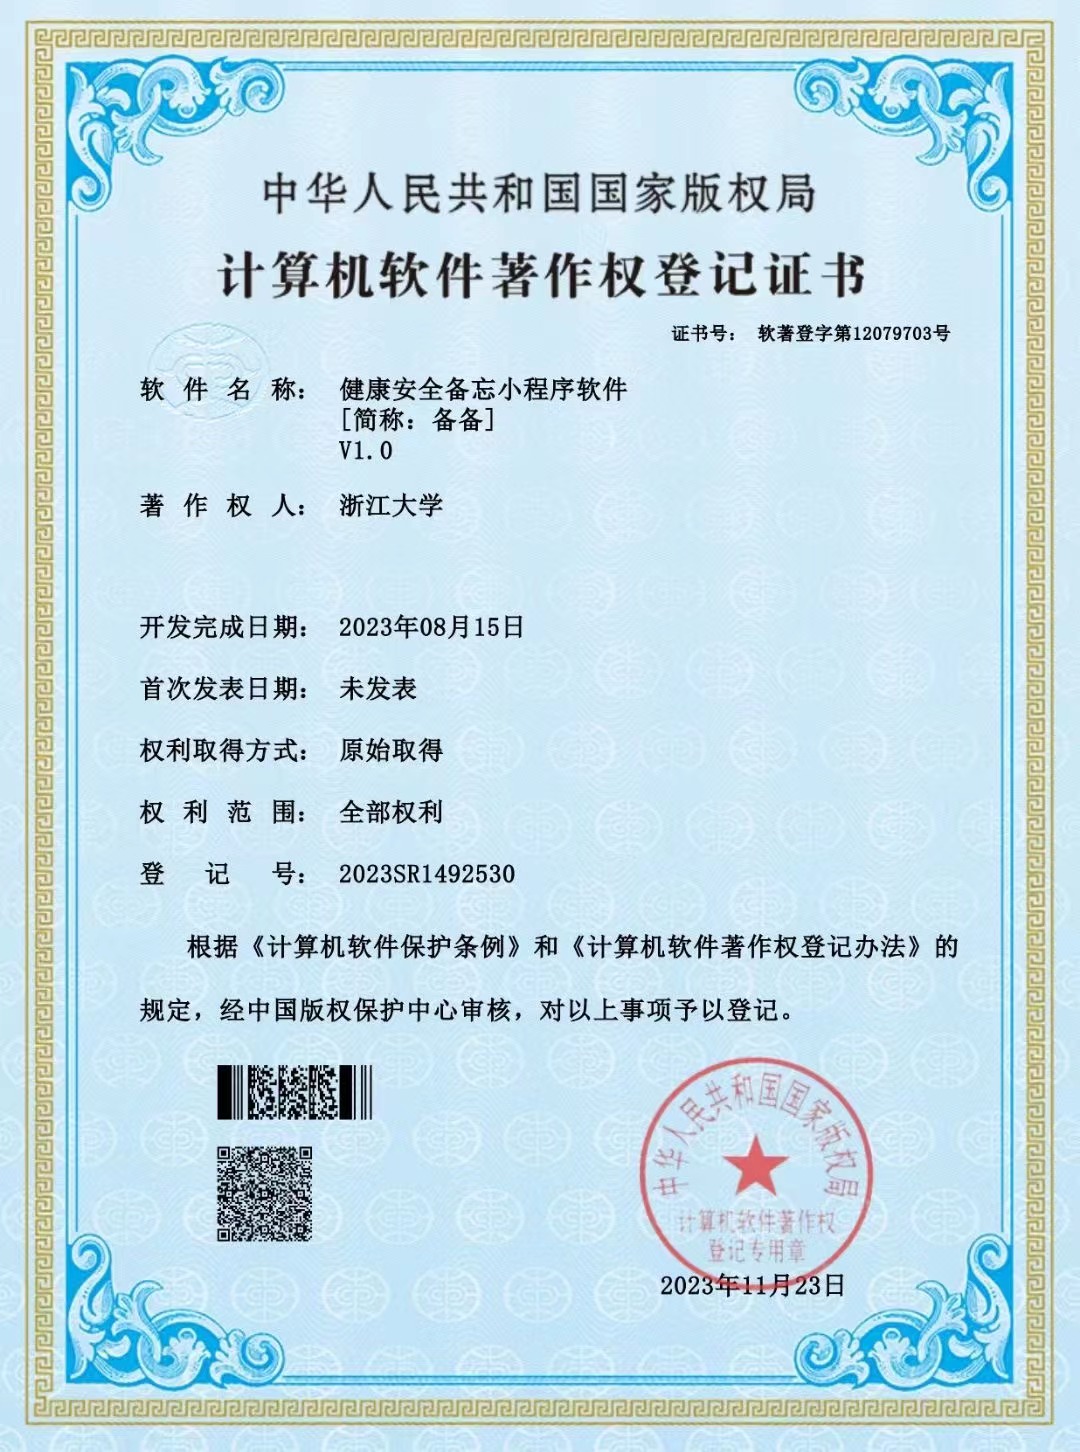 中华人民共和国国家版权局
计算机软件著作权登记证书
证书号： 软著登字第12079703号
软件名称： 健康安全备忘小程序软件
[简称：备备]
V1.0
著作权人： 浙江大学
开发完成日期： 2023年08月15日
首次发表日期： 未发表
权利取得方式： 原始取得
权利范围： 全部权利
登记号： 2023SR1492530
根据《计算机软件保护条例》和《计算机软件著作权登记办法》的
规定，经中国版权保护中心审核，对以上事项予以登记。
中华人民共和国国家版权局
计算机软件著作权
登记专用章
2023年11月23日